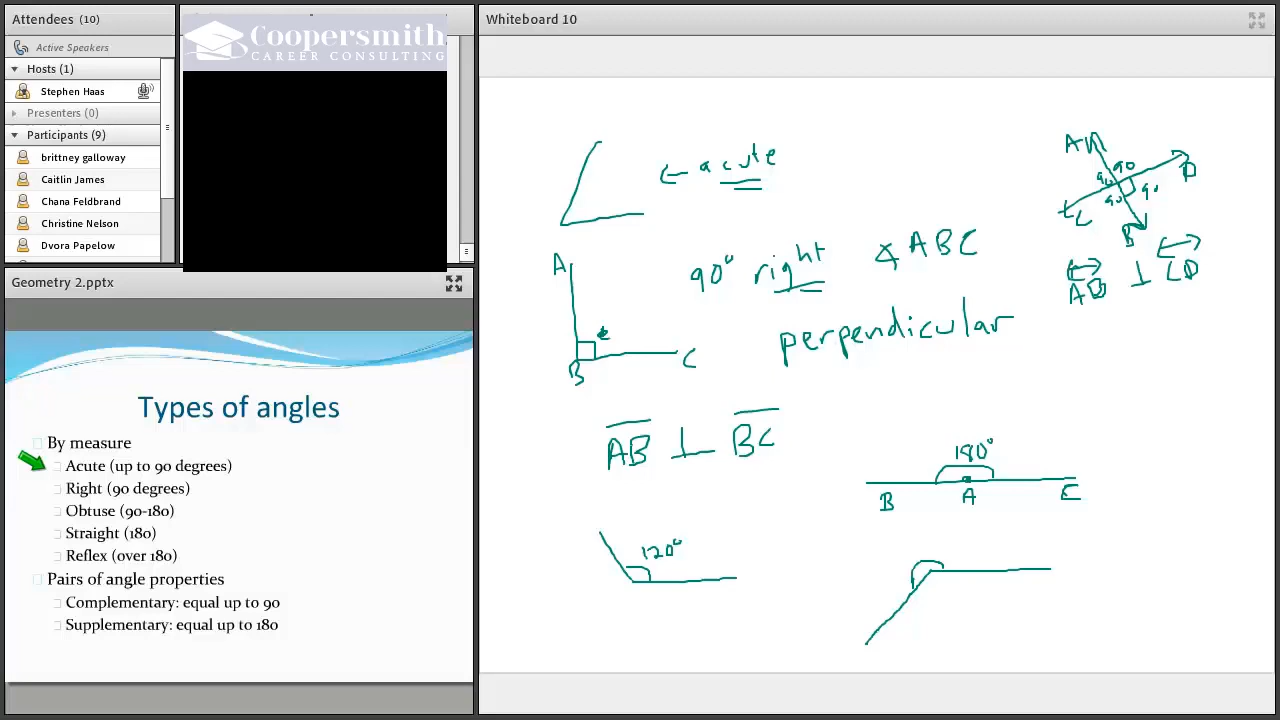 Attendees (10)
Active Speakers
Hosts (1)
Stephen Haas
Presenters (0)
Participants (9)
brittney galloway
Caitlin James
Chana Feldbrand
Christine Nelson
Dvora Papelow
Coopersmith
CAREER CONSULTING
Geometry 2.pptx
Types of angles
By measure
Acute (up to 90 degrees)
Right (90 degrees)
Obtuse (90-180)
Straight (180)
Reflex (over 180)
Pairs of angle properties
Complementary: equal up to 90
Supplementary: equal up to 180
Whiteboard 10
← acute
A
B
C
90° right
∡ABC
perpendicular
AB ⊥ BC
120°
180°
B A C
A
90
90
90
90
D
C
B
AB ⊥ CD